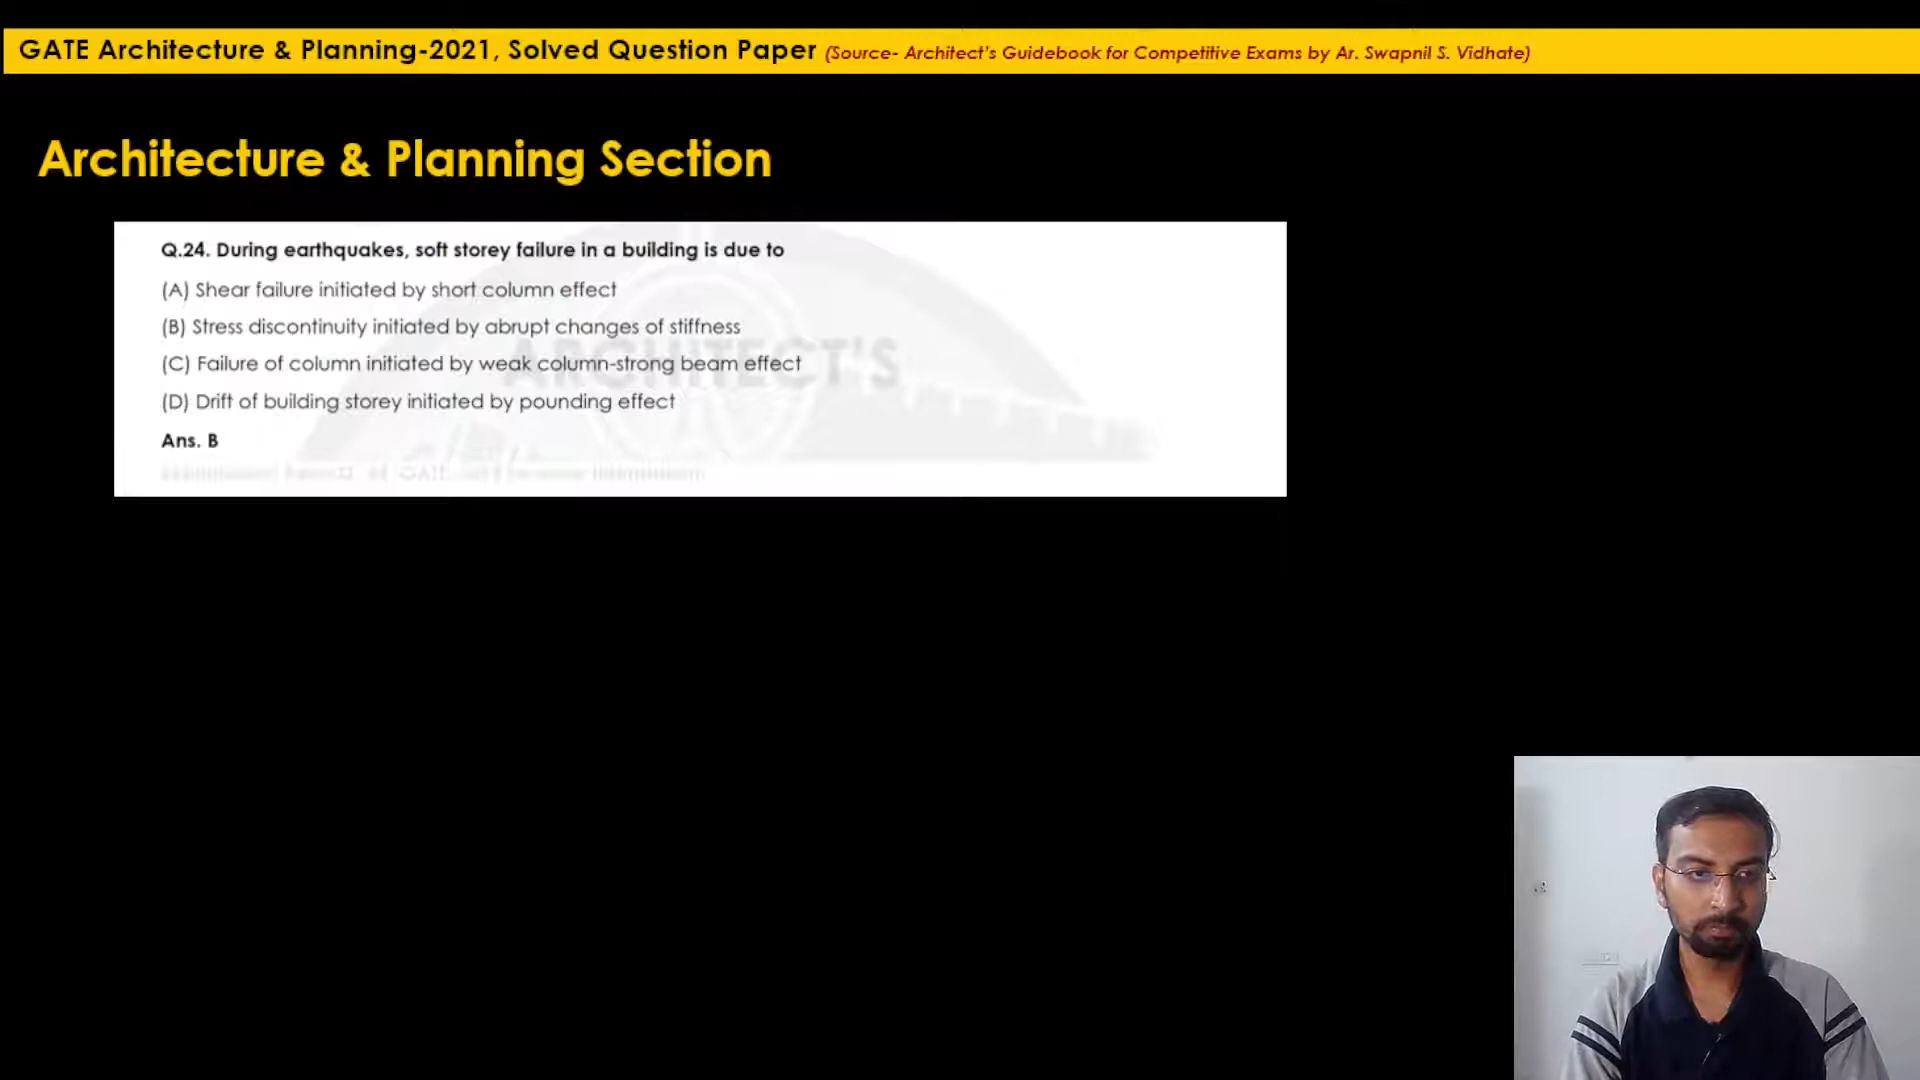 GATE Architecture & Planning-2021, Solved Question Paper (Source- Architect's Guidebook for Competitive Exams by Ar. Swapnil S. Vidhate)
Architecture & Planning Section
Q.24. During earthquakes, soft storey failure in a building is due to
(A) Shear failure initiated by short column effect
(B) Stress discontinuity initiated by abrupt changes of stiffness
(C) Failure of column initiated by weak column-strong beam effect
ARCHITECT'S
(D) Drift of building storey initiated by pounding effect
Ans. B